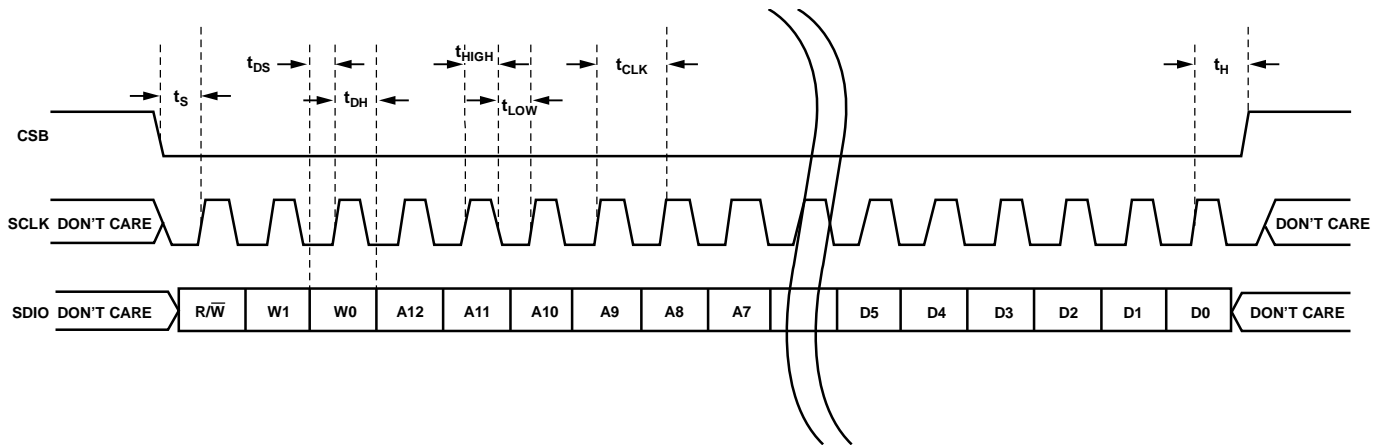 tHIGH
tDS
tCLK
tH
tS
tDH
tLOW
CSB
SCLK DON'T CARE
DON'T CARE
SDIO DON'T CARE R/W̅ W1 W0 A12 A11 A10 A9 A8 A7 D5 D4 D3 D2 D1 D0 DON'T CARE